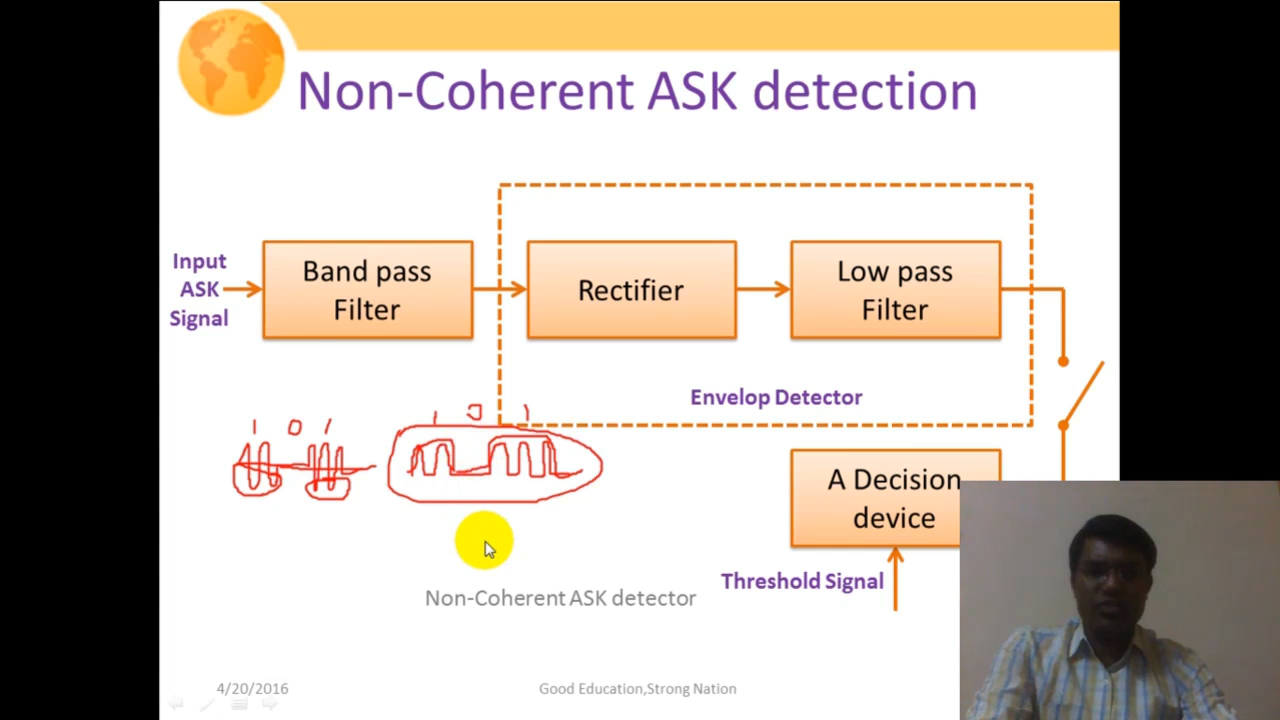 Non-Coherent ASK detection
Input
ASK
Signal
Band pass
Filter
Rectifier
Low pass
Filter
Envelop Detector
1 0 1
1 0 1
A Decision
device
Threshold Signal
Non-Coherent ASK detector
4/20/2016
Good Education,Strong Nation